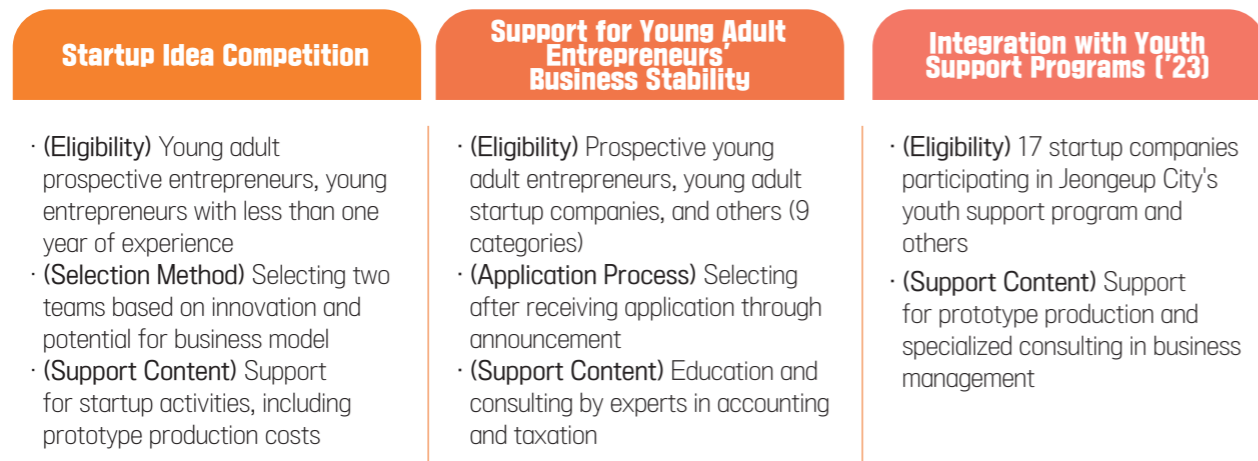 Startup Idea Competition
· (Eligibility) Young adult
prospective entrepreneurs, young
entrepreneurs with less than one
year of experience
· (Selection Method) Selecting two
teams based on innovation and
potential for business model
· (Support Content) Support
for startup activities, including
prototype production costs
Support for Young Adult
Entrepreneurs'
Business Stability
· (Eligibility) Prospective young
adult entrepreneurs, young adult
startup companies, and others (9
categories)
· (Application Process) Selecting
after receiving application through
announcement
· (Support Content) Education and
consulting by experts in accounting
and taxation
Integration with Youth
Support Programs ('23)
· (Eligibility) 17 startup companies
participating in Jeongeup City's
youth support program and
others
· (Support Content) Support
for prototype production and
specialized consulting in business
management